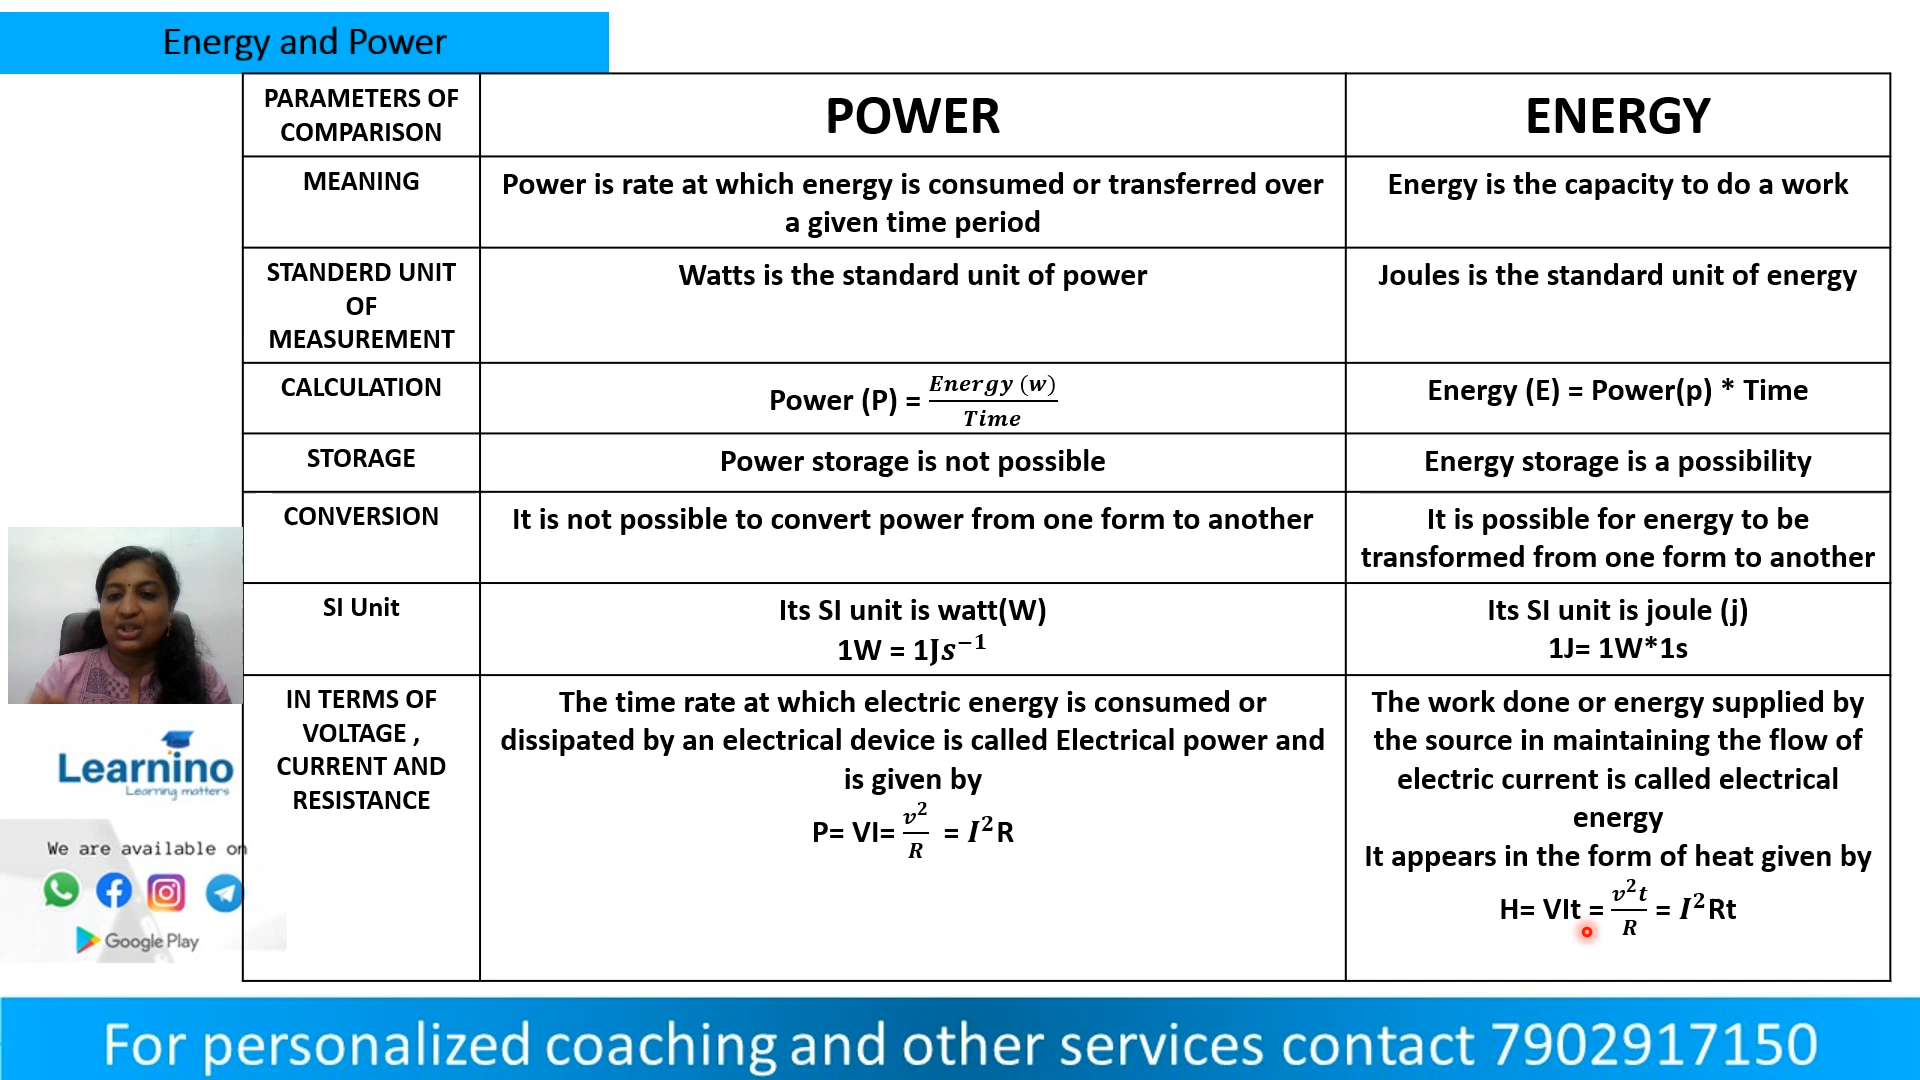 Energy and Power
PARAMETERS OF
COMPARISON
POWER
ENERGY
MEANING
Power is rate at which energy is consumed or transferred over
a given time period
Energy is the capacity to do a work
STANDERD UNIT
OF
MEASUREMENT
Watts is the standard unit of power
Joules is the standard unit of energy
CALCULATION
Power (P) = Energy (w) / Time
Energy (E) = Power(p) * Time
STORAGE
Power storage is not possible
Energy storage is a possibility
CONVERSION
It is not possible to convert power from one form to another
It is possible for energy to be
transformed from one form to another
SI Unit
Its SI unit is watt(W)
1W = 1Js⁻¹
Its SI unit is joule (j)
1J= 1W*1s
IN TERMS OF
VOLTAGE ,
CURRENT AND
RESISTANCE
The time rate at which electric energy is consumed or
dissipated by an electrical device is called Electrical power and
is given by
P= VI= v²/R = I²R
The work done or energy supplied by
the source in maintaining the flow of
electric current is called electrical
energy
It appears in the form of heat given by
H= VIt = v²t/R = I²Rt
Learnino
Learning matters
We are available on
Google Play
For personalized coaching and other services contact 7902917150